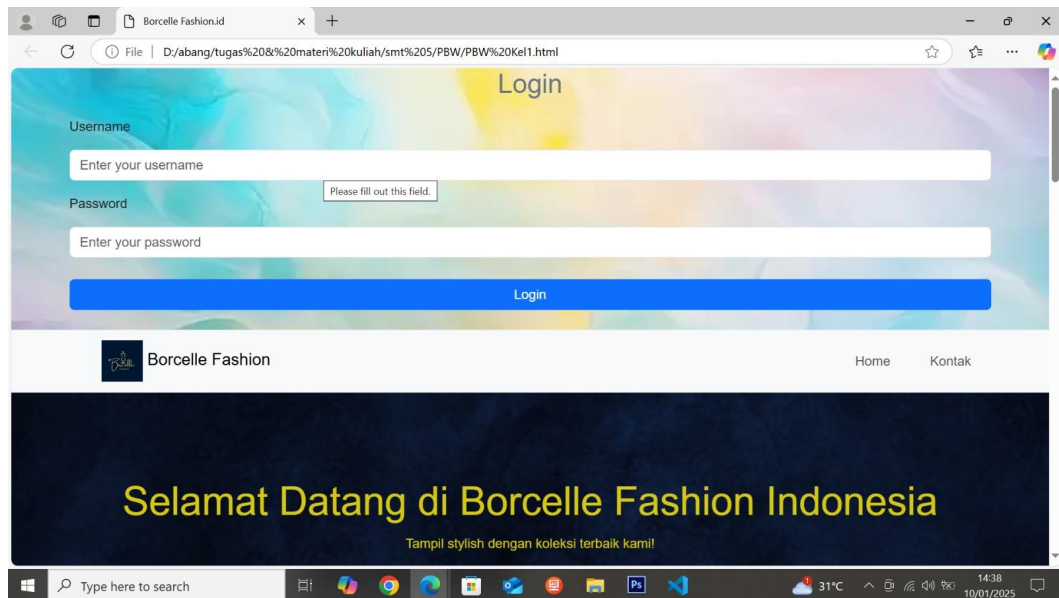 Borcelle Fashion.id
File | D:/abang/tugas%20&%20materi%20kuliah/smt%205/PBW/PBW%20Kel1.html
Login
Username
Enter your username
Please fill out this field.
Password
Enter your password
Login
Borcelle Fashion Home Kontak
Selamat Datang di Borcelle Fashion Indonesia
Tampil stylish dengan koleksi terbaik kami!
Type here to search Ps 31°C 14:38
10/01/2025